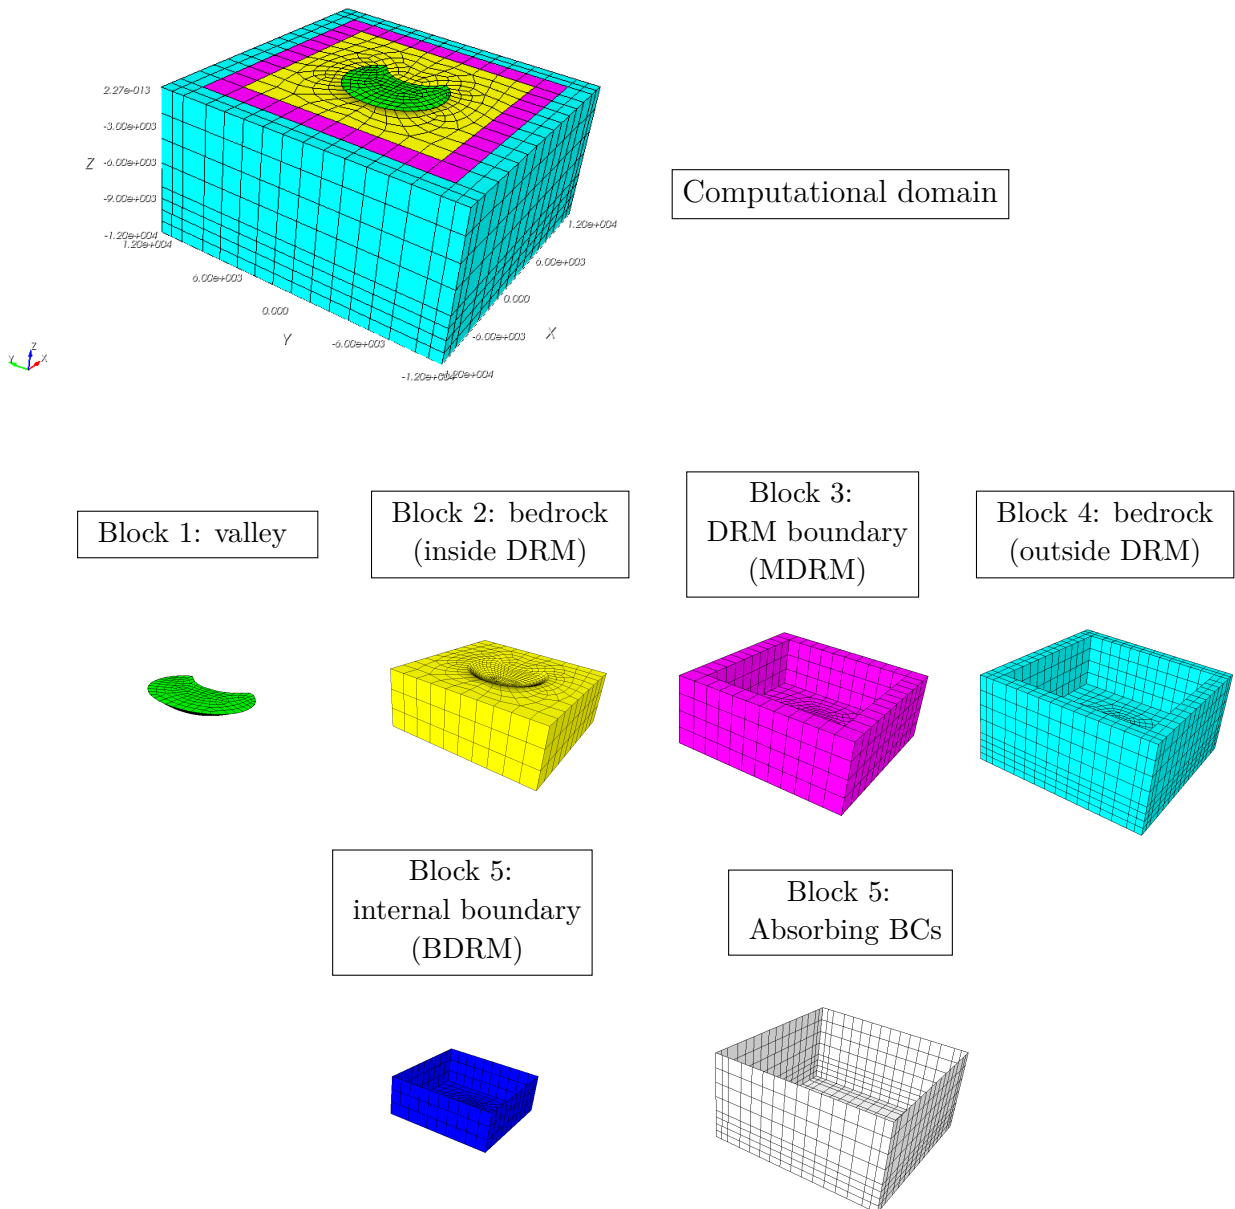 2.27e-013
-3.00e+003
Z -6.00e+003
-9.00e+003
-1.20e+004
1.20e+004
6.00e+003
0.000
Y
-6.00e+003
-1.20e+004
1.20e+004
6.00e+003
0.000
X
-6.00e+003
Z
Y
X
Computational domain
Block 1: valley
Block 2: bedrock
(inside DRM)
Block 3:
DRM boundary
(MDRM)
Block 4: bedrock
(outside DRM)
Block 5:
internal boundary
(BDRM)
Block 5:
Absorbing BCs